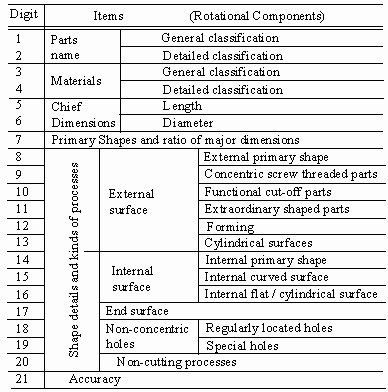 Digit Items (Rotational Components)
1 Parts name General classification
2 Detailed classification
3 Materials General classification
4 Detailed classification
5 Chief Dimensions Length
6 Diameter
7 Primary Shapes and ratio of major dimensions
Shape details and kinds of processes
8 External surface External primary shape
9 Concentric screw threaded parts
10 Functional cut-off parts
11 Extraordinary shaped parts
12 Forming
13 Cylindrical surfaces
14 Internal surface Internal primary shape
15 Internal curved surface
16 Internal flat / cylindrical surface
17 End surface
18 Non-concentric holes Regularly located holes
19 Special holes
20 Non-cutting processes
21 Accuracy